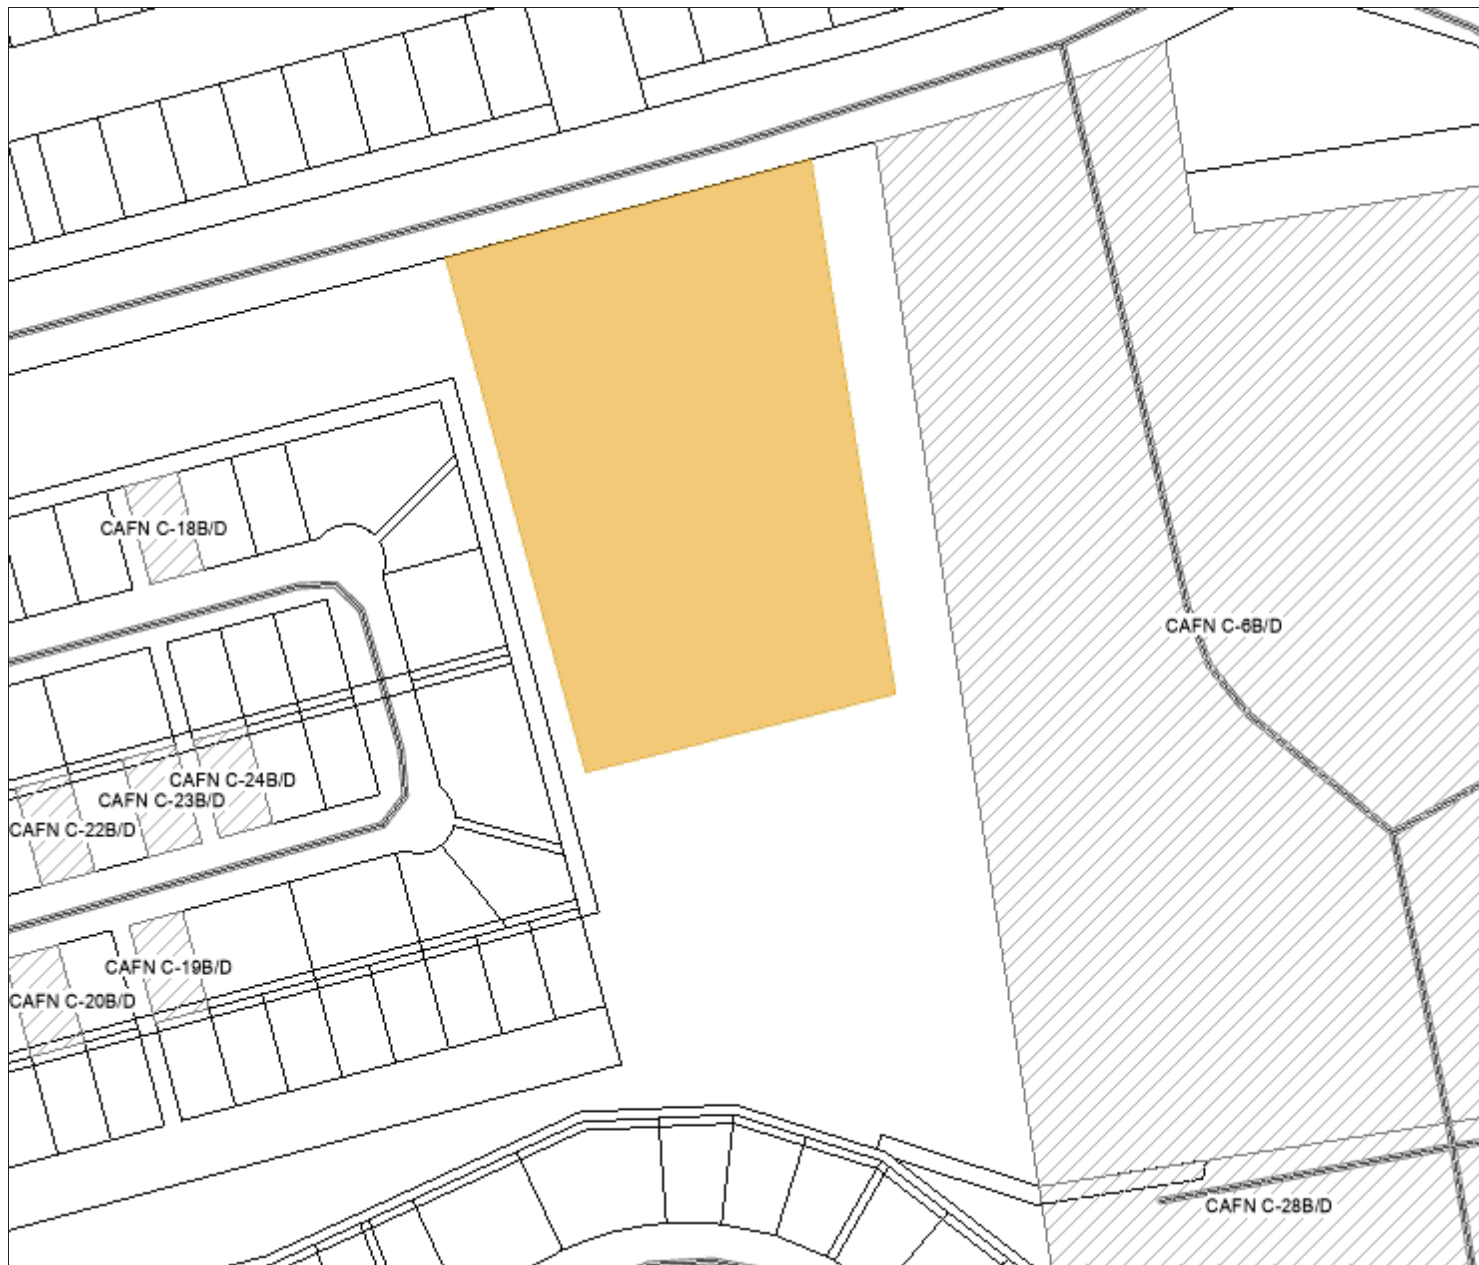 CAFN C-18B/D
CAFN C-6B/D
CAFN C-24B/D
CAFN C-23B/D
CAFN C-22B/D
CAFN C-19B/D
CAFN C-20B/D
CAFN C-28B/D